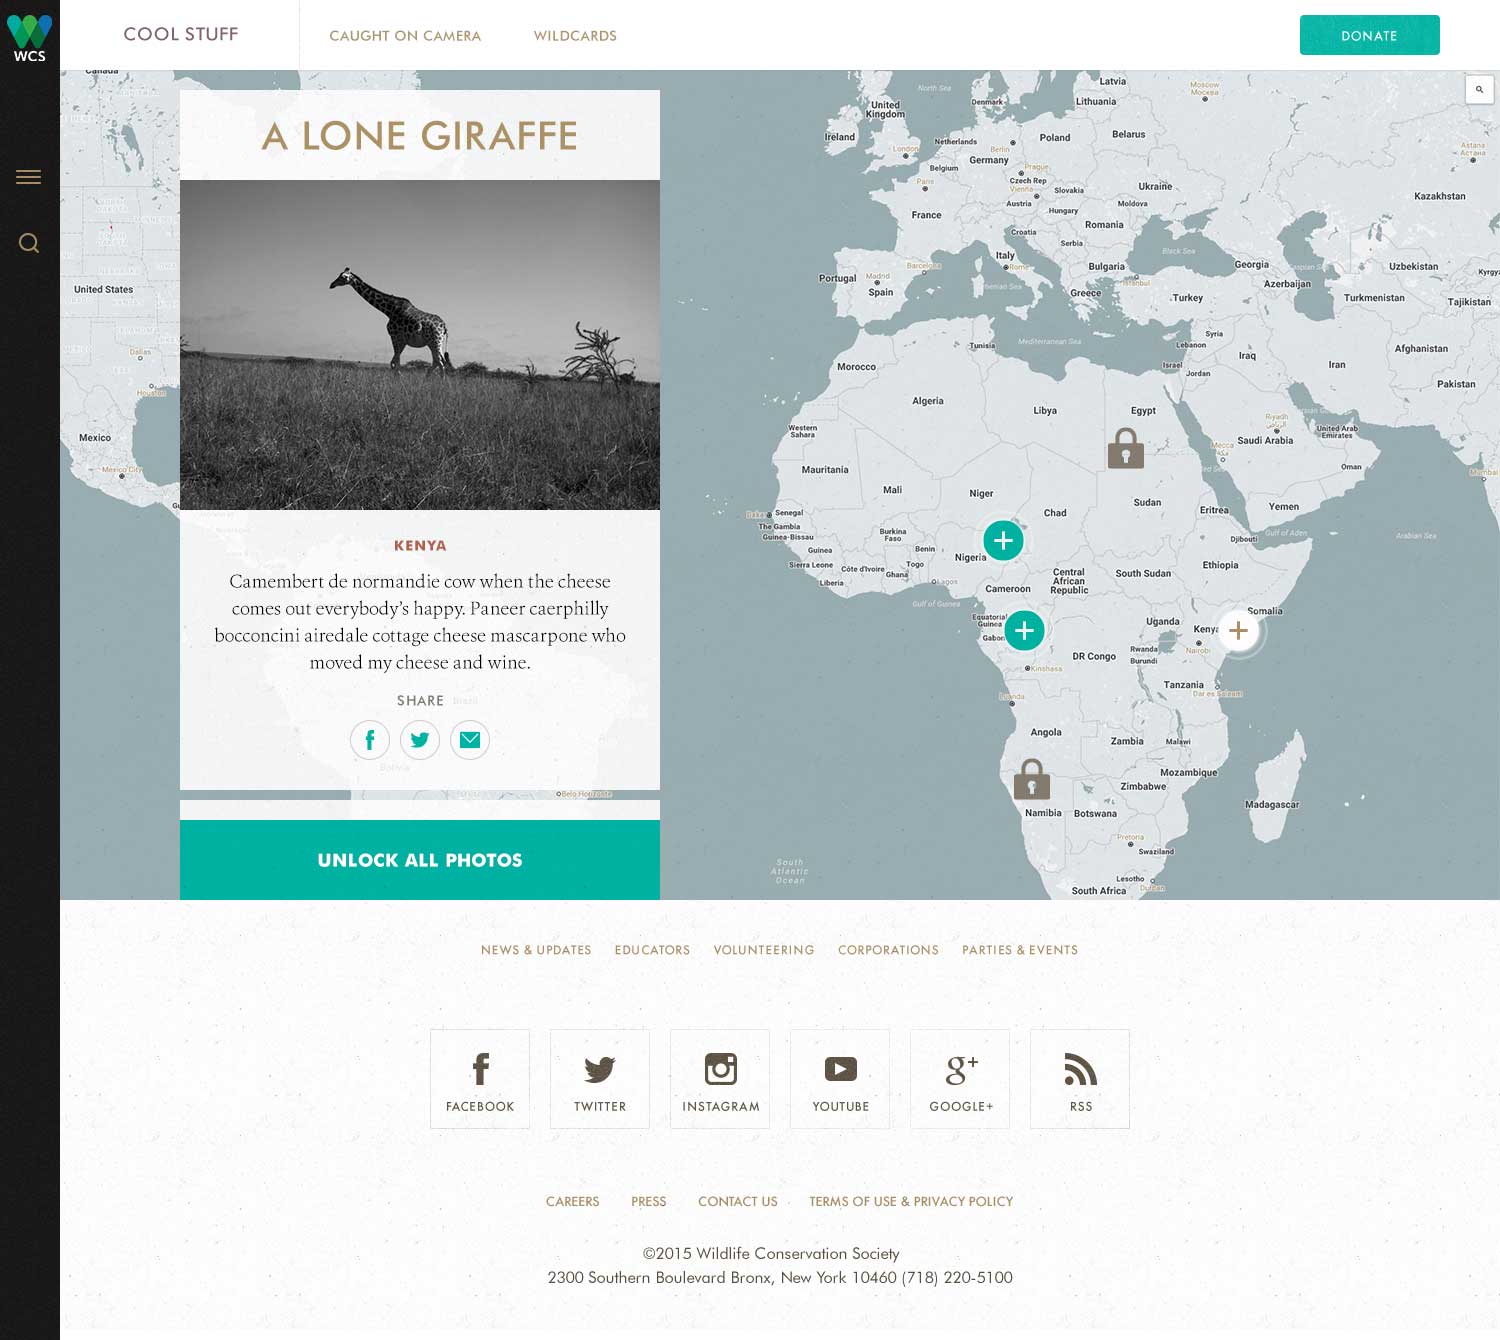 WCS
COOL STUFF
CAUGHT ON CAMERA
WILDCARDS
DONATE
A LONE GIRAFFE
KENYA
Camembert de normandie cow when the cheese
comes out everybody’s happy. Paneer caerphilly
bocconcini airedale cottage cheese mascarpone who
moved my cheese and wine.
SHARE
UNLOCK ALL PHOTOS
Canada
United States
Dallas
Houston
Mexico
Mexico City
Brazil
Bolivia
Belo Horizonte
North Sea
United
Kingdom
Ireland
London
Denmark
Latvia
Lithuania
Moscow
Москва
Netherlands
Berlin
Poland
Belarus
Belgium
Germany
Prague
Czech Rep
Paris
Vienna
Slovakia
Ukraine
Astana
Астана
Kazakhstan
Austria
Hungary
Moldova
France
Croatia
Romania
Serbia
Italy
Rome
Bulgaria
Black Sea
Georgia
Barcelona
Portugal
Madrid
Spain
Istanbul
Greece
Turkey
Azerbaijan
Uzbekistan
Turkmenistan
Tajikistan
Tunisia
Mediterranean Sea
Syria
Lebanon
Iraq
Iran
Afghanistan
Israel
Jordan
Pakistan
Morocco
Algeria
Libya
Egypt
Riyadh
الرياض
Western
Sahara
Mecca
مكة
Saudi Arabia
United Arab
Emirates
Oman
Mumbai
Mauritania
Mali
Niger
Chad
Sudan
Eritrea
Yemen
Dakar
Senegal
The Gambia
Guinea-Bissau
Burkina
Faso
Guinea
Benin
Nigeria
Djibouti
Gulf of Aden
Arabian Sea
Sierra Leone
Côte d'Ivoire
Ghana
Togo
Liberia
Lagos
Gulf of Guinea
Cameroon
Central
African
Republic
South Sudan
Ethiopia
Somalia
Equatorial
Guinea
Gabon
Uganda
Kenya
Nairobi
DR Congo
Rwanda
Burundi
Kinshasa
Tanzania
Dar es Salaam
Luanda
Angola
Zambia
Malawi
Mozambique
Zimbabwe
Madagascar
Namibia
Botswana
Pretoria
Swaziland
Lesotho
Durban
South Africa
South
Atlantic
Ocean
NEWS & UPDATES
EDUCATORS
VOLUNTEERING
CORPORATIONS
PARTIES & EVENTS
FACEBOOK
TWITTER
INSTAGRAM
YOUTUBE
GOOGLE+
RSS
CAREERS
PRESS
CONTACT US
TERMS OF USE & PRIVACY POLICY
©2015 Wildlife Conservation Society
2300 Southern Boulevard Bronx, New York 10460 (718) 220-5100